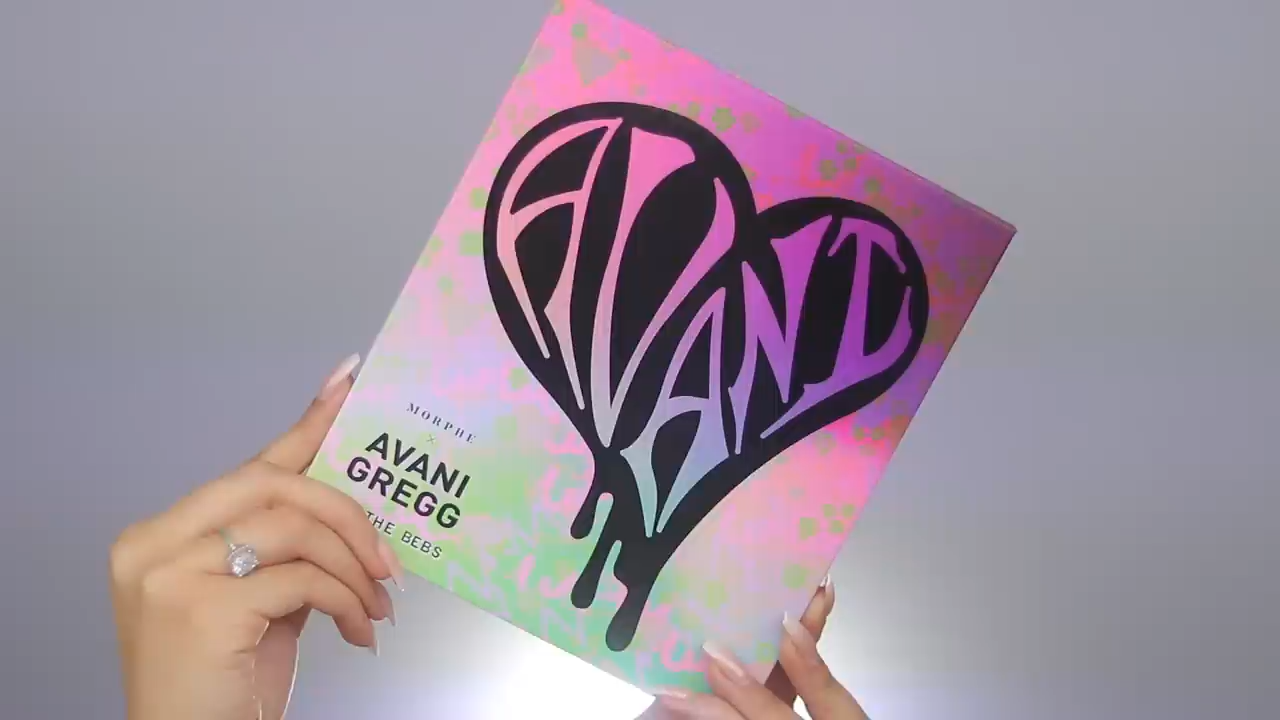 AVANI
MORPHE
×
AVANI
GREGG
THE BEBS